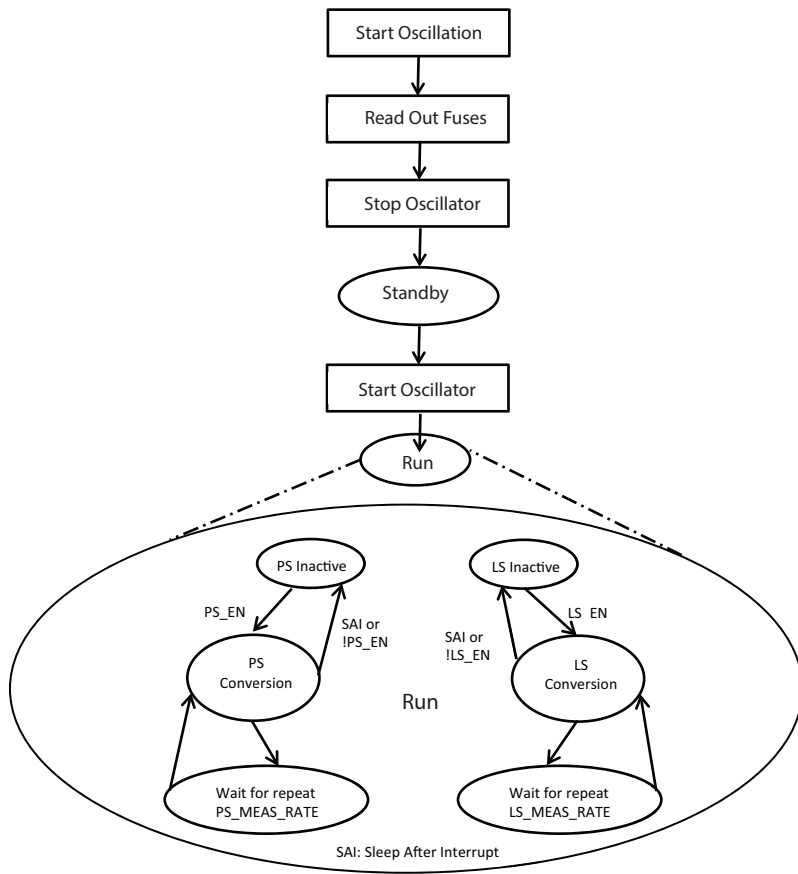 Start Oscillation
Read Out Fuses
Stop Oscillator
Standby
Start Oscillator
Run
PS Inactive
LS Inactive
PS_EN
SAI or
!PS_EN
SAI or
!LS_EN
LS EN
PS
Conversion
Run
LS
Conversion
Wait for repeat
PS_MEAS_RATE
Wait for repeat
LS_MEAS_RATE
SAI: Sleep After Interrupt